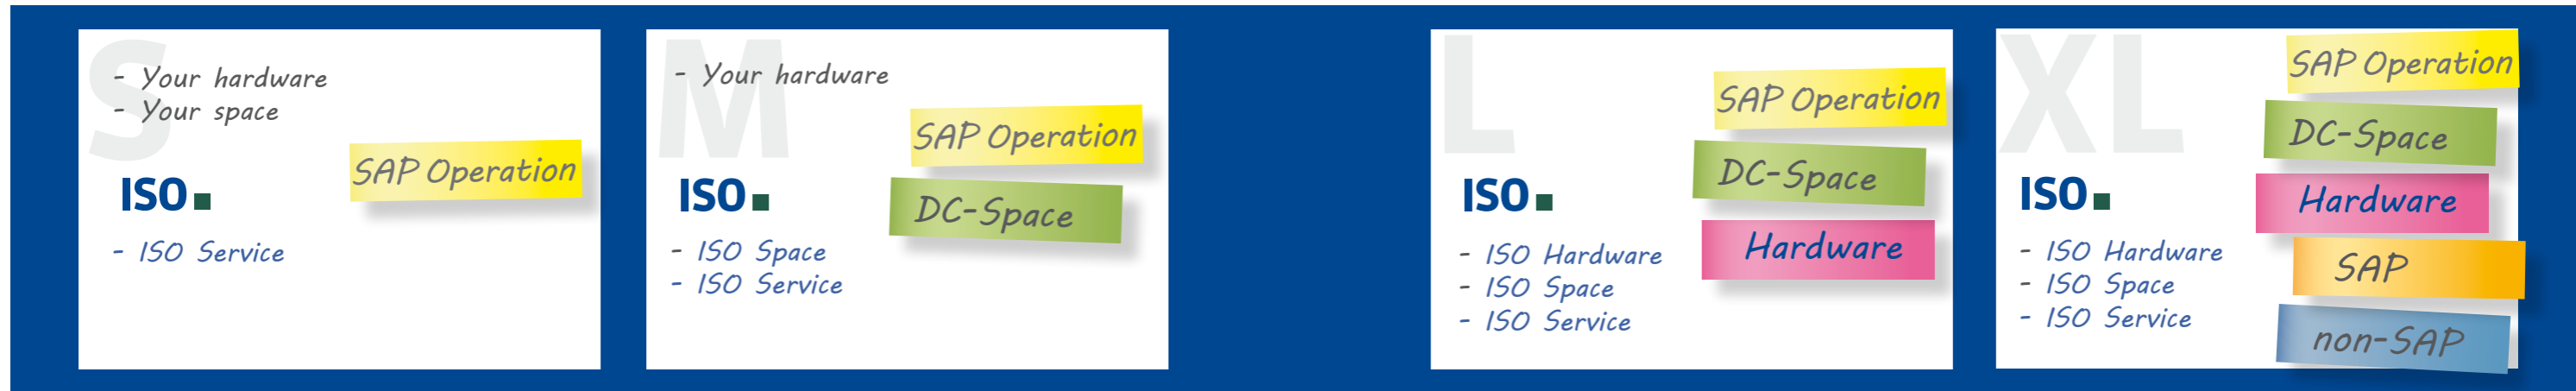 S
- Your hardware
- Your space
SAP Operation
ISO
- ISO Service
M
- Your hardware
SAP Operation
DC-Space
ISO
- ISO Space
- ISO Service
L
SAP Operation
DC-Space
Hardware
ISO
- ISO Hardware
- ISO Space
- ISO Service
XL
SAP Operation
DC-Space
Hardware
SAP
non-SAP
ISO
- ISO Hardware
- ISO Space
- ISO Service